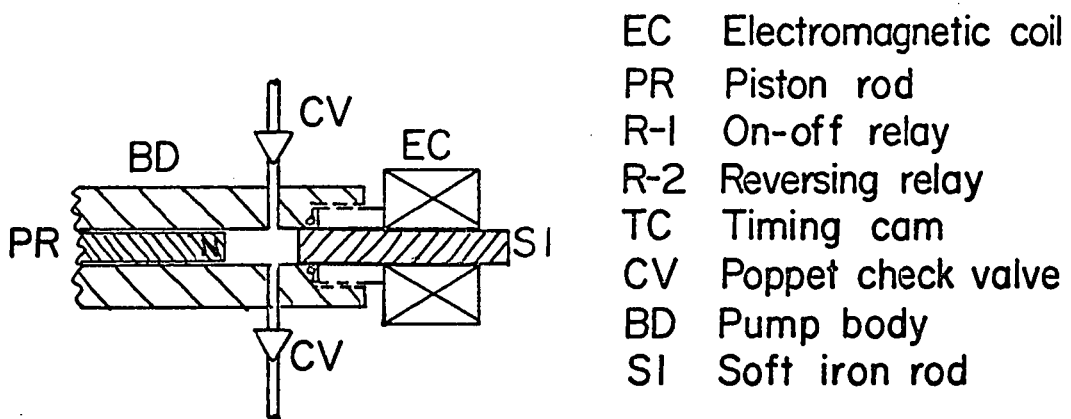 CV
BD
EC
PR
N
SI
CV
EC Electromagnetic coil
PR Piston rod
R-1 On-off relay
R-2 Reversing relay
TC Timing cam
CV Poppet check valve
BD Pump body
SI Soft iron rod